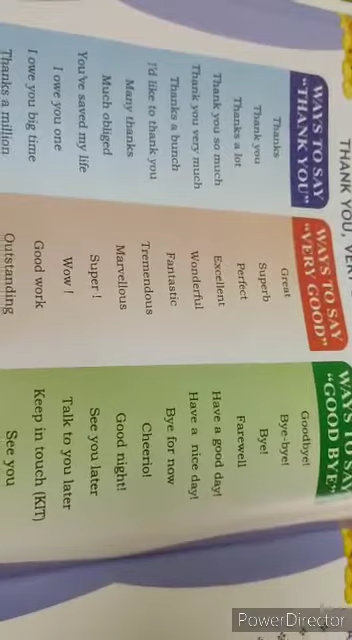 THANK YOU, VER
WAYS TO SAY
"THANK YOU"
Thanks
Thank you
Thanks a lot
Thank you so much
Thank you very much
Thanks a bunch
I'd like to thank you
Many thanks
Much obliged
You've saved my life
I owe you one
I owe you big time
Thanks a million
WAYS TO SAY
"VERY GOOD"
Great
Superb
Perfect
Excellent
Wonderful
Fantastic
Tremendous
Marvellous
Super !
Wow !
Good work
Outstanding
WAYS TO SAY
"GOOD BYE"
Goodbye!
Bye-bye!
Bye!
Farewell
Have a good day!
Have a nice day!
Bye for now
Cheerio!
Good night!
See you later
Talk to you later
Keep in touch (KIT)
See you
PowerDirector